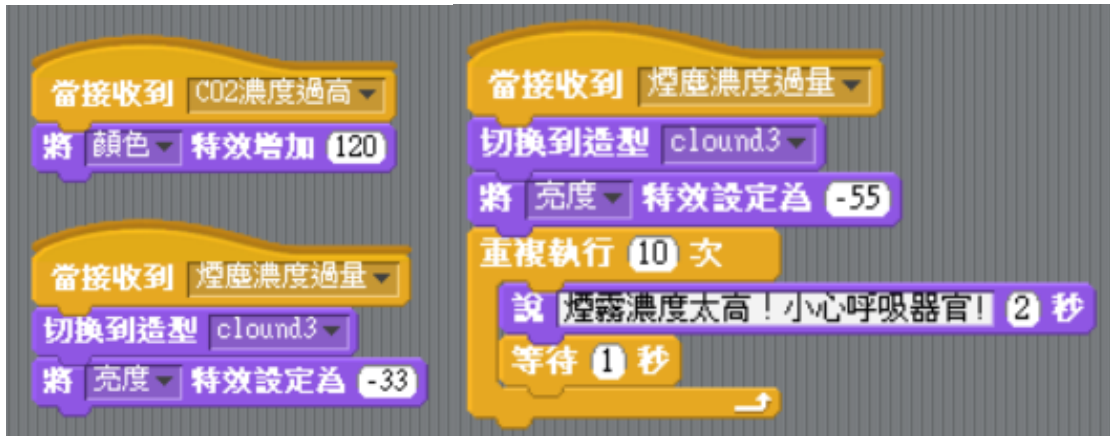 當接收到 CO2濃度過高
將 顏色 特效增加 120
當接收到 煙塵濃度過量
切換到造型 clound3
將 亮度 特效設定為 -33
當接收到 煙塵濃度過量
切換到造型 clound3
將 亮度 特效設定為 -55
重複執行 10 次
說 煙霧濃度太高！小心呼吸器官! 2 秒
等待 1 秒